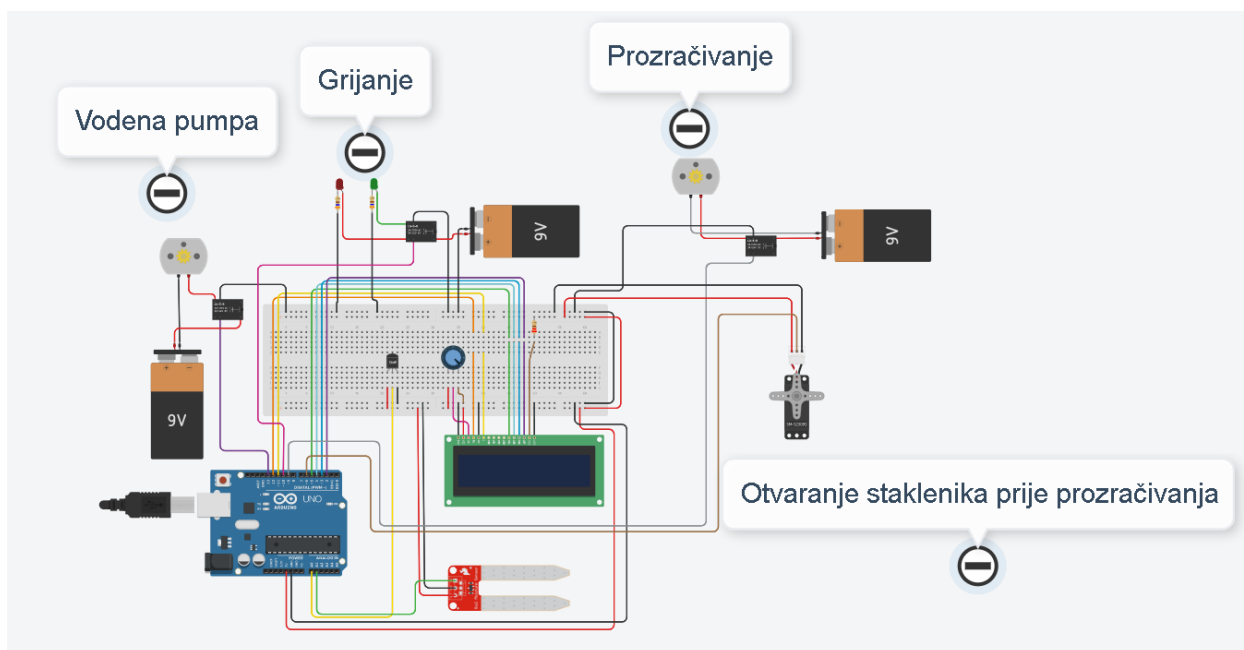 Prozračivanje
Grijanje
Vodena pumpa
9V
9V
9V
UNO
ARDUINO
Otvaranje staklenika prije prozračivanja